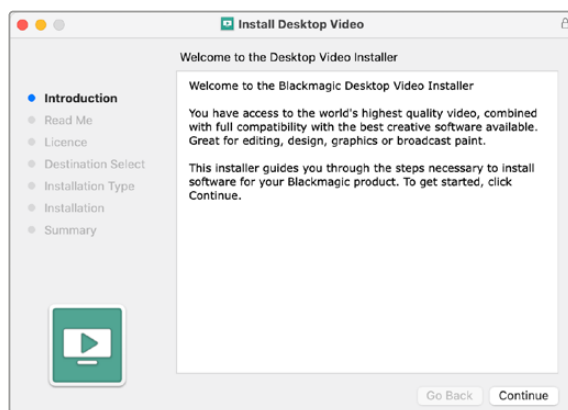 Install Desktop Video
Welcome to the Desktop Video Installer
Introduction
Read Me
Licence
Destination Select
Installation Type
Installation
Summary
Welcome to the Blackmagic Desktop Video Installer
You have access to the world's highest quality video, combined
with full compatibility with the best creative software available.
Great for editing, design, graphics or broadcast paint.
This installer guides you through the steps necessary to install
software for your Blackmagic product. To get started, click
Continue.
Go Back
Continue